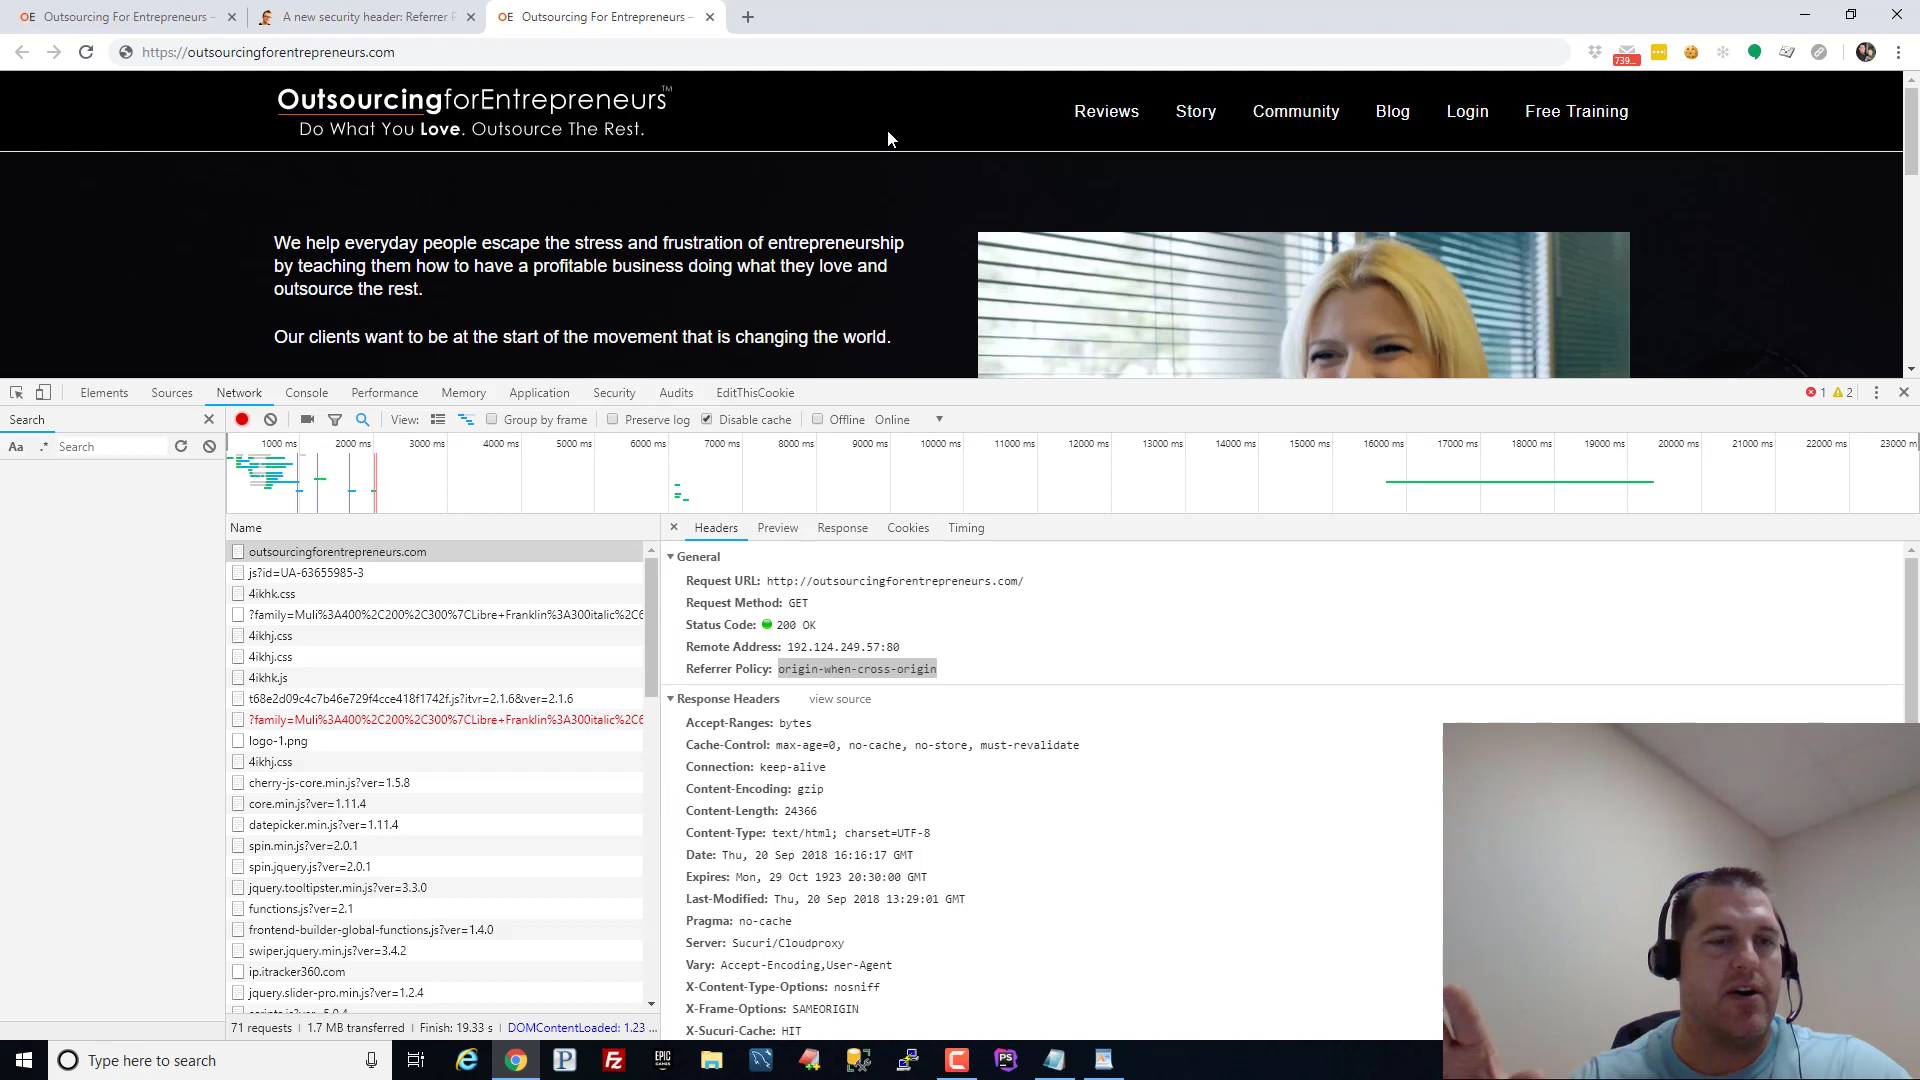 OE Outsourcing For Entrepreneurs –
A new security header: Referrer P
OE Outsourcing For Entrepreneurs –
https://outsourcingforentrepreneurs.com
739...
OutsourcingforEntrepreneurs™
Do What You Love. Outsource The Rest.
Reviews Story Community Blog Login Free Training
We help everyday people escape the stress and frustration of entrepreneurship
by teaching them how to have a profitable business doing what they love and
outsource the rest.
Our clients want to be at the start of the movement that is changing the world.
Elements Sources Network Console Performance Memory Application Security Audits EditThisCookie
1 2
Search
View: Group by frame Preserve log Disable cache Offline Online
Aa .* Search
1000 ms 2000 ms 3000 ms 4000 ms 5000 ms 6000 ms 7000 ms 8000 ms 9000 ms 10000 ms 11000 ms 12000 ms 13000 ms 14000 ms 15000 ms 16000 ms 17000 ms 18000 ms 19000 ms 20000 ms 21000 ms 22000 ms 23000 m
Name
outsourcingforentrepreneurs.com
js?id=UA-63655985-3
4ikhk.css
?family=Muli%3A400%2C200%2C300%7CLibre+Franklin%3A300italic%2C6
4ikhj.css
4ikhj.css
4ikhk.js
t68e2d09c4c7b46e729f4cce418f1742f.js?itvr=2.1.6&ver=2.1.6
?family=Muli%3A400%2C200%2C300%7CLibre+Franklin%3A300italic%2C6
logo-1.png
4ikhj.css
cherry-js-core.min.js?ver=1.5.8
core.min.js?ver=1.11.4
datepicker.min.js?ver=1.11.4
spin.min.js?ver=2.0.1
spin.jquery.js?ver=2.0.1
jquery.tooltipster.min.js?ver=3.3.0
functions.js?ver=2.1
frontend-builder-global-functions.js?ver=1.4.0
swiper.jquery.min.js?ver=3.4.2
ip.itracker360.com
jquery.slider-pro.min.js?ver=1.2.4
71 requests 1.7 MB transferred Finish: 19.33 s DOMContentLoaded: 1.23 ...
Headers Preview Response Cookies Timing
General
Request URL: http://outsourcingforentrepreneurs.com/
Request Method: GET
Status Code: 200 OK
Remote Address: 192.124.249.57:80
Referrer Policy: origin-when-cross-origin
Response Headers view source
Accept-Ranges: bytes
Cache-Control: max-age=0, no-cache, no-store, must-revalidate
Connection: keep-alive
Content-Encoding: gzip
Content-Length: 24366
Content-Type: text/html; charset=UTF-8
Date: Thu, 20 Sep 2018 16:16:17 GMT
Expires: Mon, 29 Oct 1923 20:30:00 GMT
Last-Modified: Thu, 20 Sep 2018 13:29:01 GMT
Pragma: no-cache
Server: Sucuri/Cloudproxy
Vary: Accept-Encoding,User-Agent
X-Content-Type-Options: nosniff
X-Frame-Options: SAMEORIGIN
X-Sucuri-Cache: HIT
Type here to search
EPIC GAMES
PS